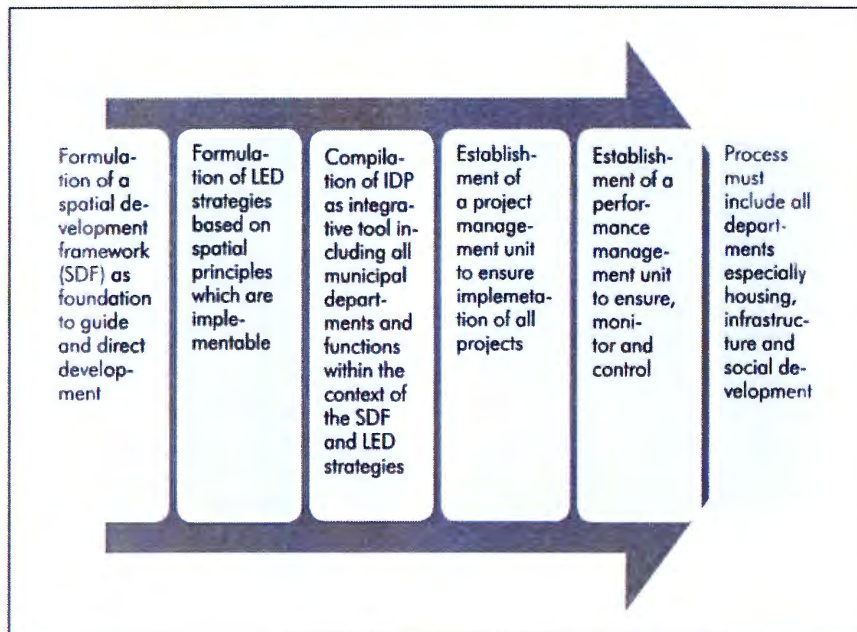 Formula-
tion of a
spatial de-
velopment
framework
(SDF) as
foundation
to guide
and direct
develop-
ment
Formula-
tion of LED
strategies
based on
spatial
principles
which are
imple-
mentable
Compila-
tion of IDP
as integra-
tive tool in-
cluding all
municipal
depart-
ments and
functions
within the
context of
the SDF
and LED
strategies
Establish-
ment of
a project
manage-
ment unit
to ensure
implemeta-
tion of all
projects
Establish-
ment of a
perfor-
mance
manage-
ment unit
to ensure,
moni-
tor and
control
Process
must
include all
depart-
ments
especially
housing,
infrastruc-
ture and
social de-
velopment